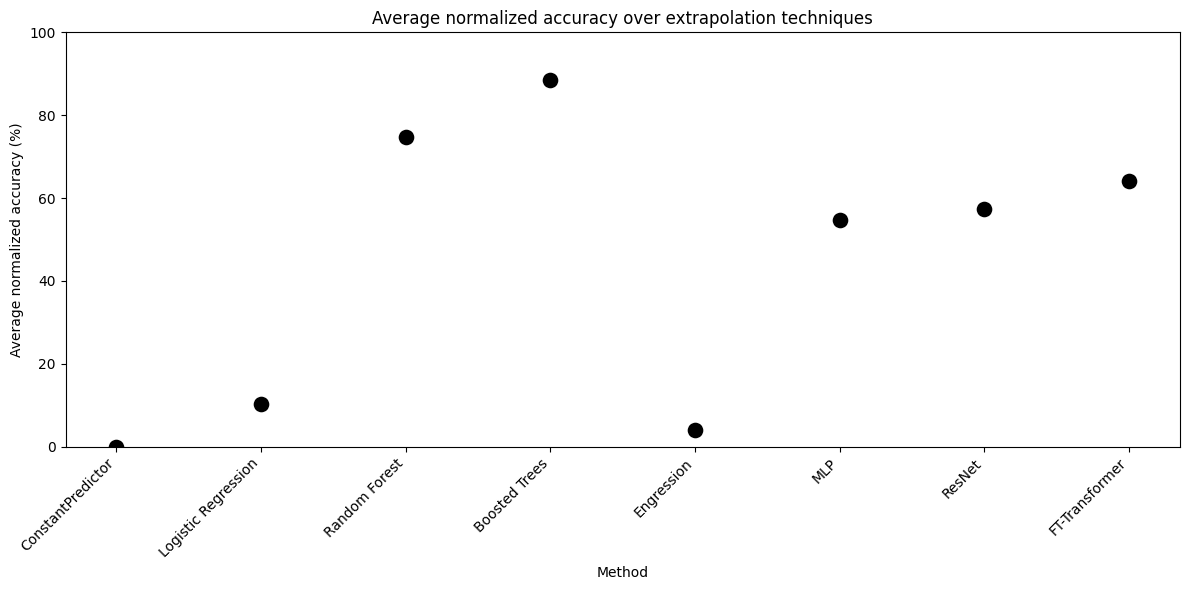 Average normalized accuracy over extrapolation techniques
Average normalized accuracy (%)
100
80
60
40
20
0
ConstantPredictor
Logistic Regression
Random Forest
Boosted Trees
Engression
MLP
ResNet
FT-Transformer
Method